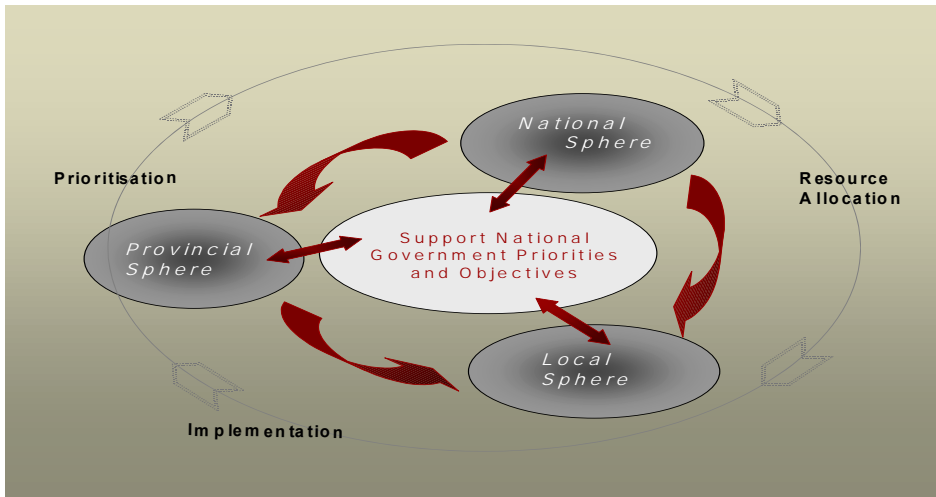 National
Sphere
Prioritisation
Resource
Allocation
Provincial
Sphere
Support National
Government Priorities
and Objectives
Local
Sphere
Implementation